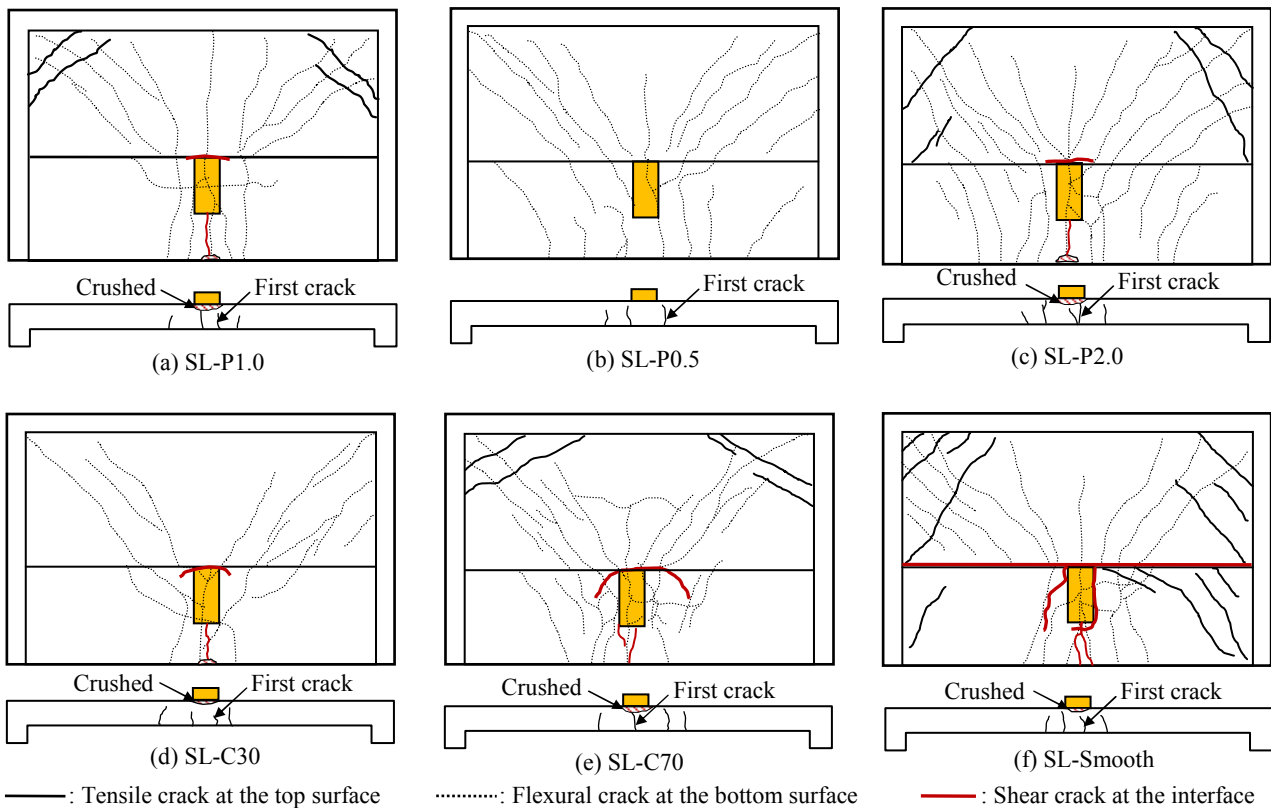 Crushed
First crack
(a) SL-P1.0
First crack
(b) SL-P0.5
Crushed
First crack
(c) SL-P2.0
Crushed
First crack
(d) SL-C30
Crushed
First crack
(e) SL-C70
Crushed
First crack
(f) SL-Smooth
: Tensile crack at the top surface
: Flexural crack at the bottom surface
: Shear crack at the interface